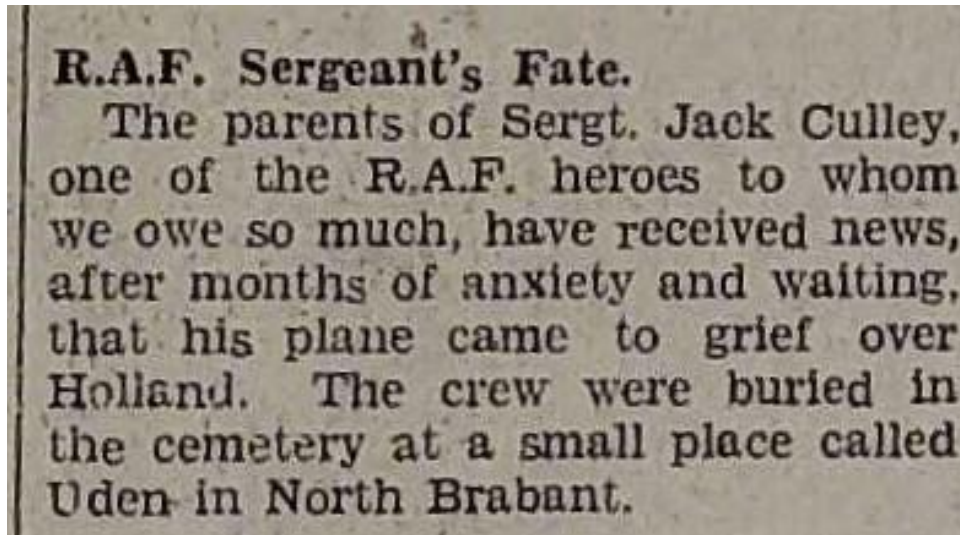 R.A.F. Sergeant's Fate.
The parents of Sergt. Jack Culley,
one of the R.A.F. heroes to whom
we owe so much, have received news,
after months of anxiety and waiting,
that his plane came to grief over
Holland. The crew were buried in
the cemetery at a small place called
Uden in North Brabant.